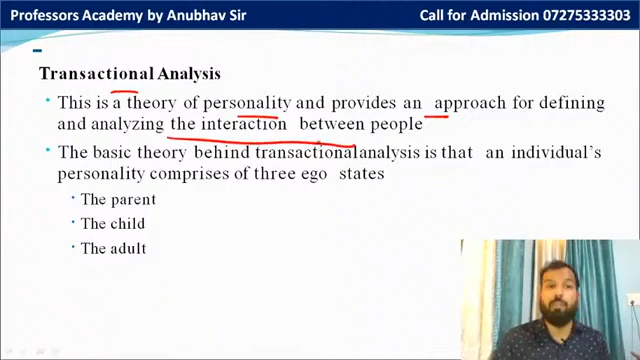 Professors Academy by Anubhav Sir
Call for Admission 07275333303
Transactional Analysis
This is a theory of personality and provides an approach for defining
and analyzing the interaction between people
The basic theory behind transactional analysis is that an individual's
personality comprises of three ego states
The parent
The child
The adult